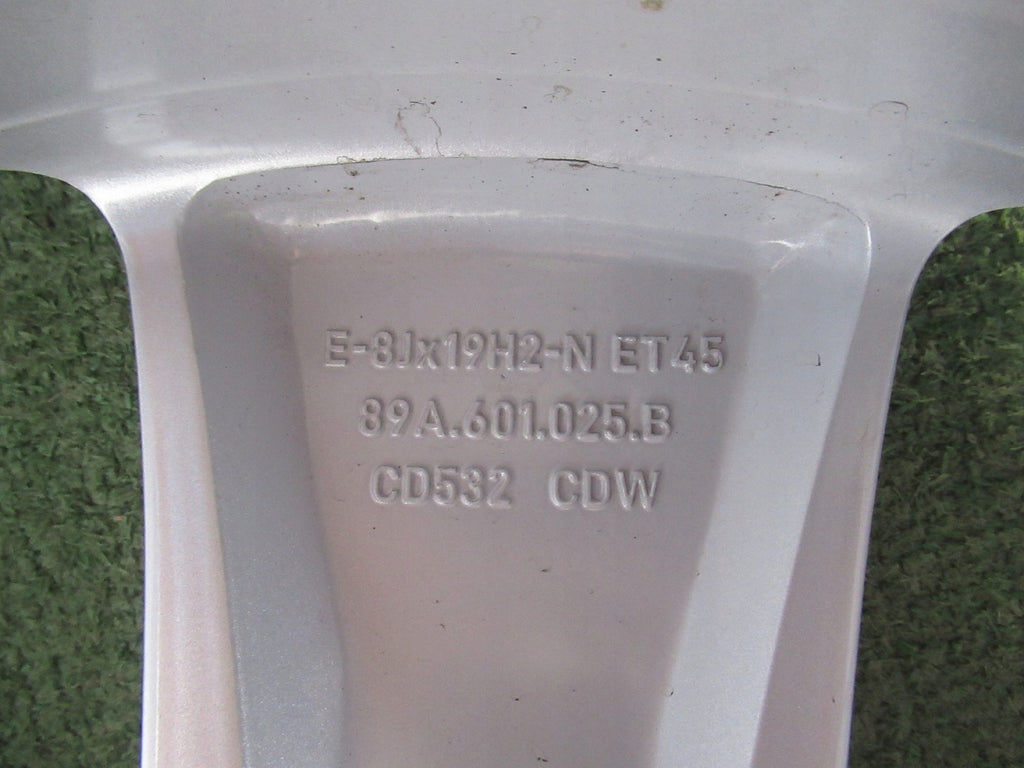 E-8Jx19H2-N ET45
89A.601.025.B
CD532 CDW